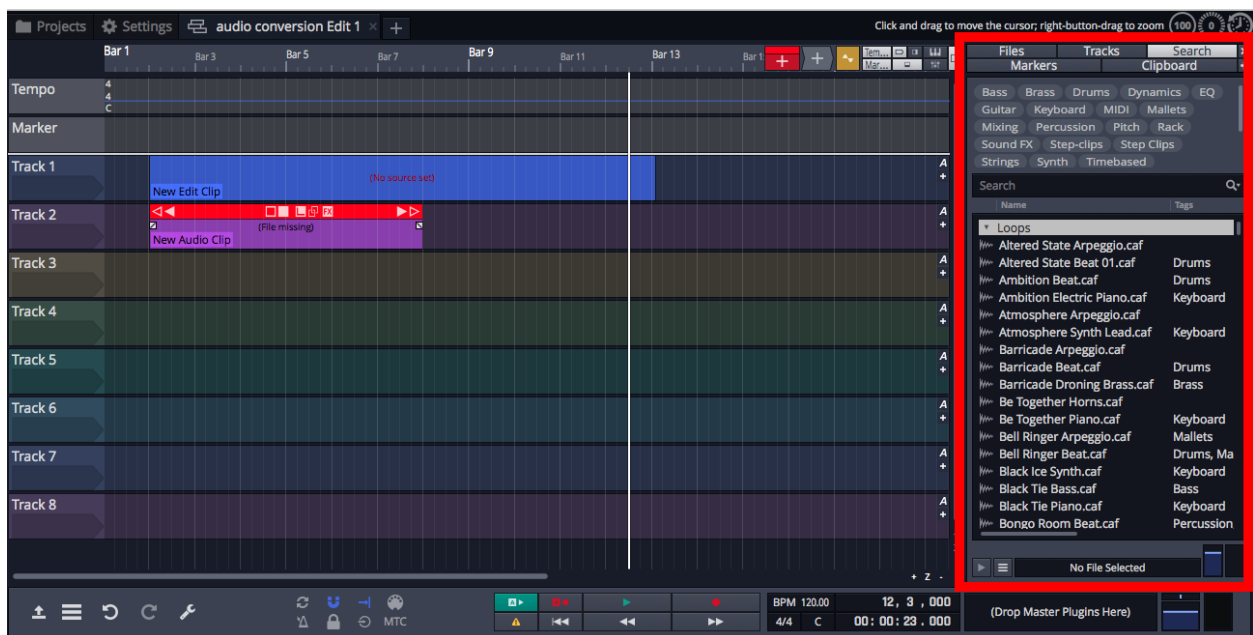 Projects Settings audio conversion Edit 1 × +
Click and drag to move the cursor; right-button-drag to zoom 100 0
Bar 1 Bar 3 Bar 5 Bar 7 Bar 9 Bar 11 Bar 13 Bar 1
Tem...
Mar...
Files Tracks Search
Markers Clipboard
Tempo
4
4
C
Marker
Track 1
(No source set)
New Edit Clip
A
+
Track 2
FX
(File missing)
New Audio Clip
A
+
Track 3
A
+
Track 4
A
+
Track 5
A
+
Track 6
A
+
Track 7
A
+
Track 8
A
+
+ Z -
Bass Brass Drums Dynamics EQ
Guitar Keyboard MIDI Mallets
Mixing Percussion Pitch Rack
Sound FX Step-clips Step Clips
Strings Synth Timebased
Search
Name Tags
Loops
Altered State Arpeggio.caf
Altered State Beat 01.caf Drums
Ambition Beat.caf Drums
Ambition Electric Piano.caf Keyboard
Atmosphere Arpeggio.caf
Atmosphere Synth Lead.caf Keyboard
Barricade Arpeggio.caf
Barricade Beat.caf Drums
Barricade Droning Brass.caf Brass
Be Together Horns.caf
Be Together Piano.caf Keyboard
Bell Ringer Arpeggio.caf Mallets
Bell Ringer Beat.caf Drums, Ma
Black Ice Synth.caf Keyboard
Black Tie Bass.caf Bass
Black Tie Piano.caf Keyboard
Bongo Room Beat.caf Percussion
No File Selected
MTC
A
BPM 120.00 12, 3 , 000
4/4 C 00: 00: 23 . 000
(Drop Master Plugins Here)